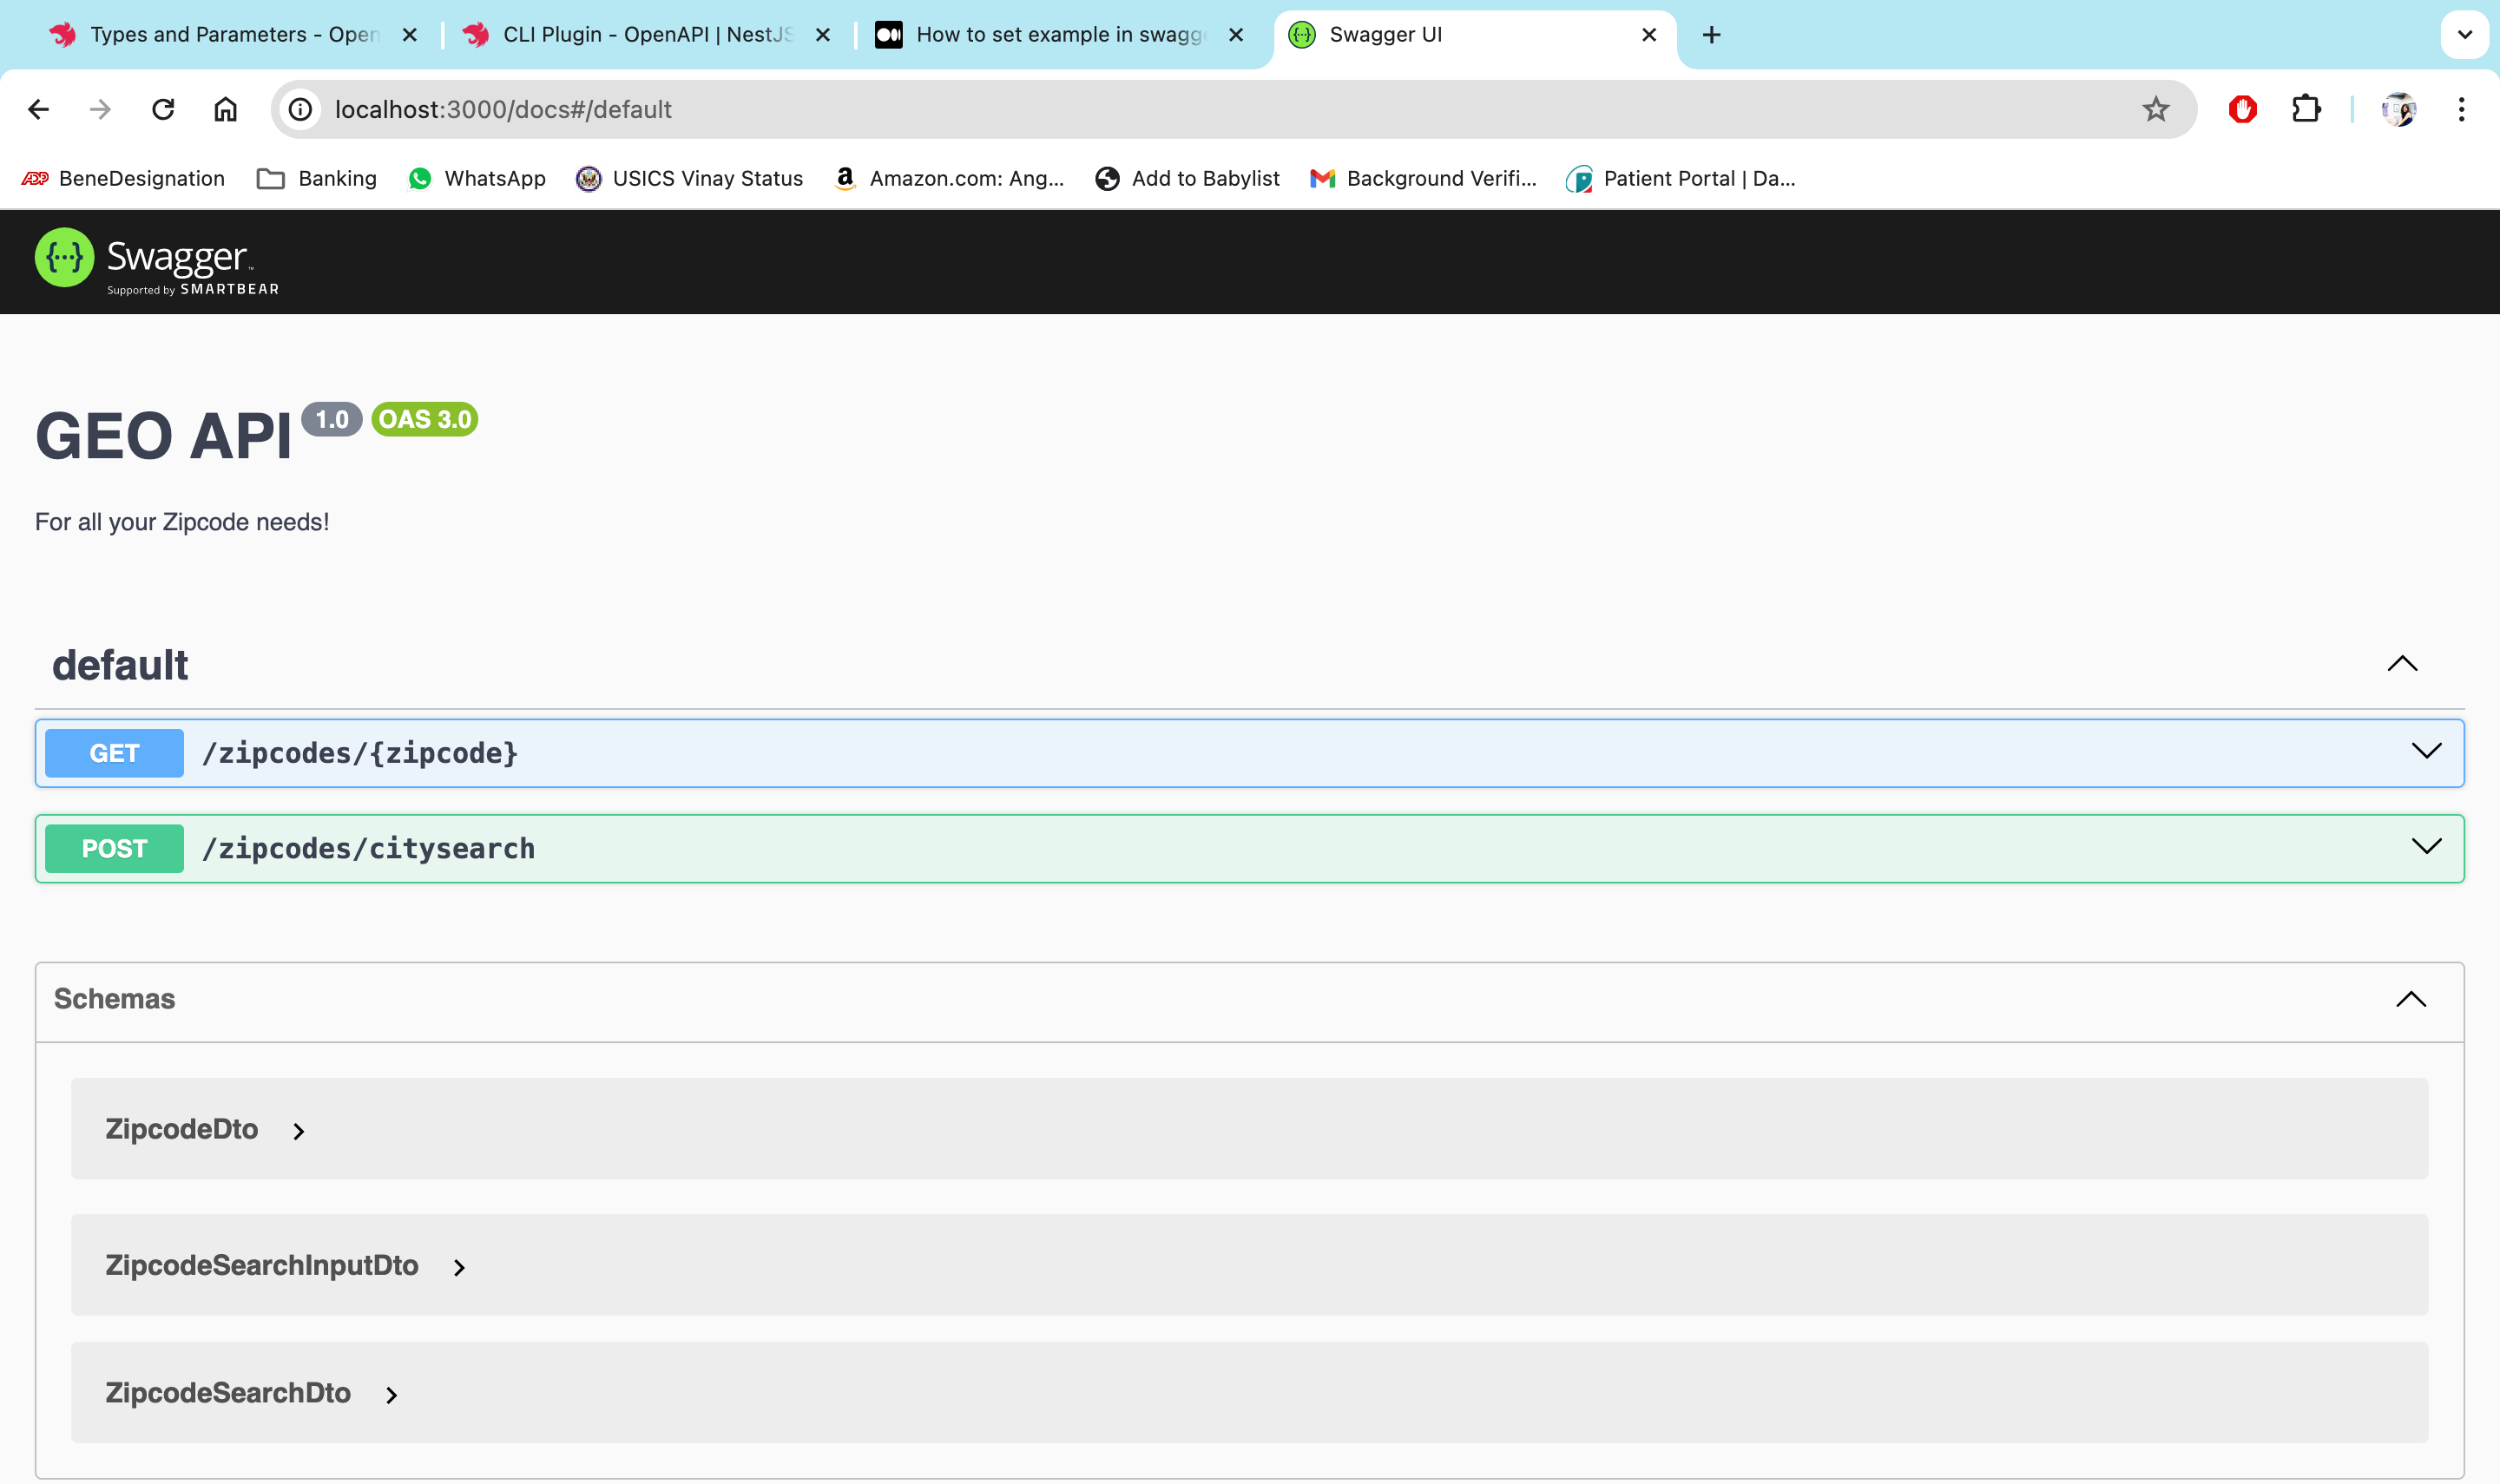 Types and Parameters - Open
CLI Plugin - OpenAPI | NestJS
How to set example in swagge
Swagger UI
localhost:3000/docs#/default
ADP BeneDesignation
Banking
WhatsApp
USICS Vinay Status
a Amazon.com: Ang...
Add to Babylist
Background Verifi...
Patient Portal | Da...
{...} Swagger™
Supported by SMARTBEAR
GEO API 1.0 OAS 3.0
For all your Zipcode needs!
default
GET /zipcodes/{zipcode}
POST /zipcodes/citysearch
Schemas
ZipcodeDto
ZipcodeSearchInputDto
ZipcodeSearchDto